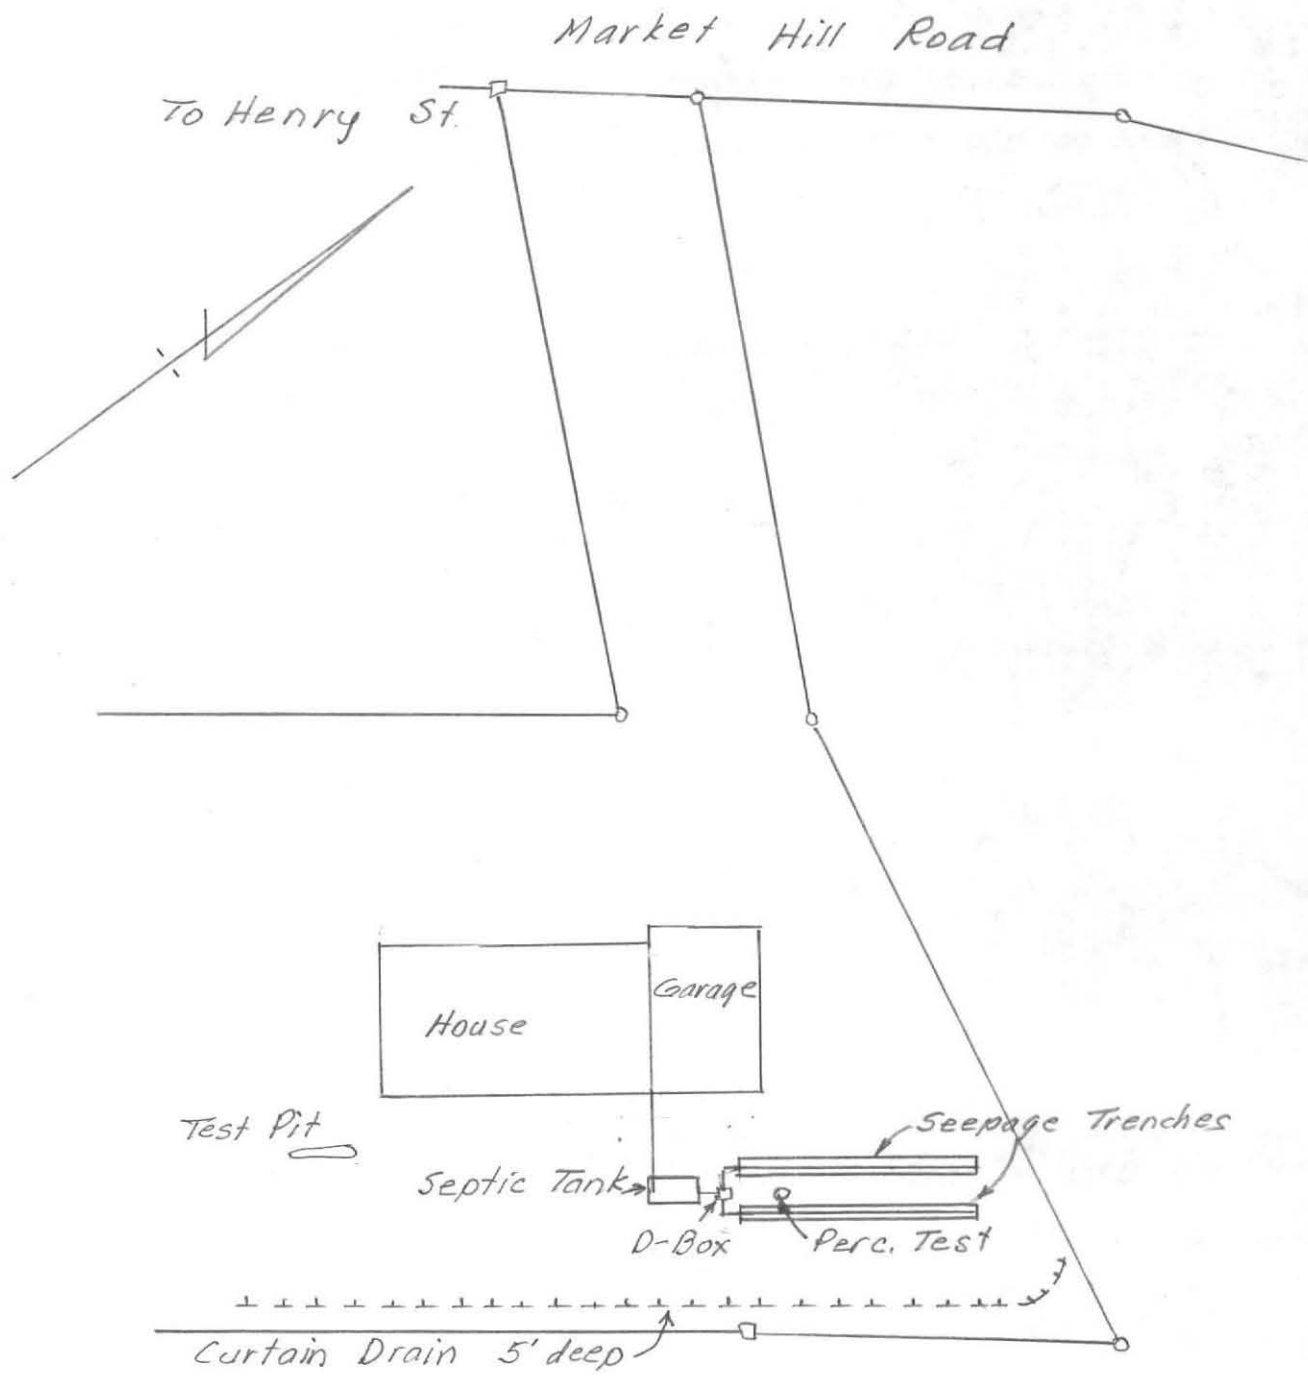 Market Hill Road
To Henry St.
Garage
House
Test Pit
Seepage Trenches
Septic Tank
D-Box
Perc. Test
Curtain Drain 5' deep